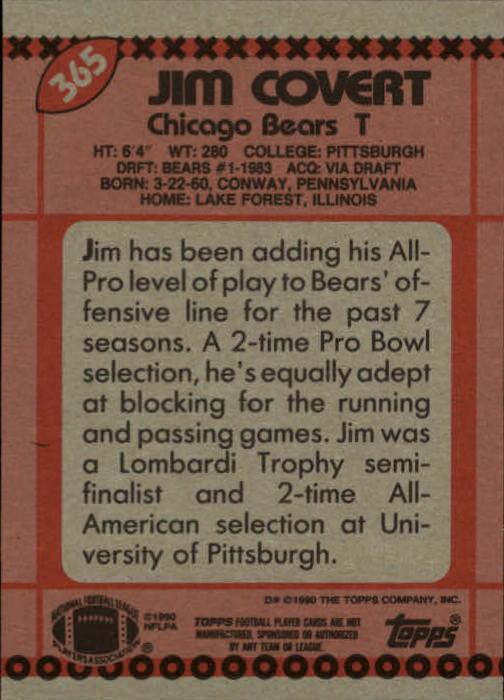 365
JIM COVERT
Chicago Bears T
HT: 6'4" WT: 280 COLLEGE: PITTSBURGH
DRFT: BEARS #1-1983 ACQ: VIA DRAFT
BORN: 3-22-60, CONWAY, PENNSYLVANIA
HOME: LAKE FOREST, ILLINOIS
Jim has been adding his All-
Pro level of play to Bears' of-
fensive line for the past 7
seasons. A 2-time Pro Bowl
selection, he's equally adept
at blocking for the running
and passing games. Jim was
a Lombardi Trophy semi-
finalist and 2-time All-
American selection at Uni-
versity of Pittsburgh.
D* ©1990 THE TOPPS COMPANY, INC.
NATIONAL FOOTBALL LEAGUE
PLAYERS ASSOCIATION
®
©1990
NFLPA
TOPPS FOOTBALL PLAYER CARDS ARE NOT
MANUFACTURED, SPONSORED OR AUTHORIZED
BY ANY TEAM OR LEAGUE.
topps®